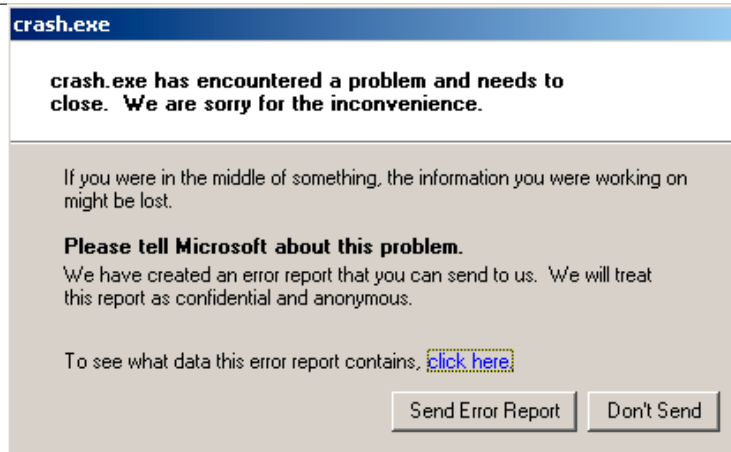 crash.exe
crash.exe has encountered a problem and needs to
close.  We are sorry for the inconvenience.
If you were in the middle of something, the information you were working on
might be lost.
Please tell Microsoft about this problem.
We have created an error report that you can send to us.  We will treat
this report as confidential and anonymous.
To see what data this error report contains, click here.
Send Error Report Don't Send